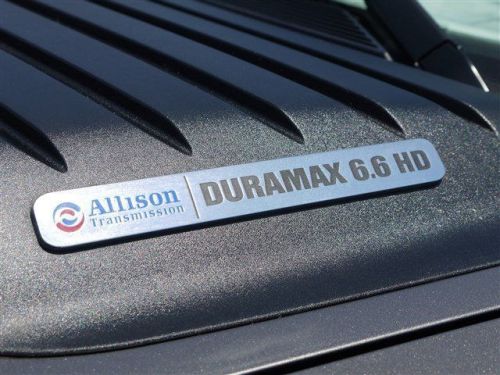 Allison
Transmission
DURAMAX 6.6 HD